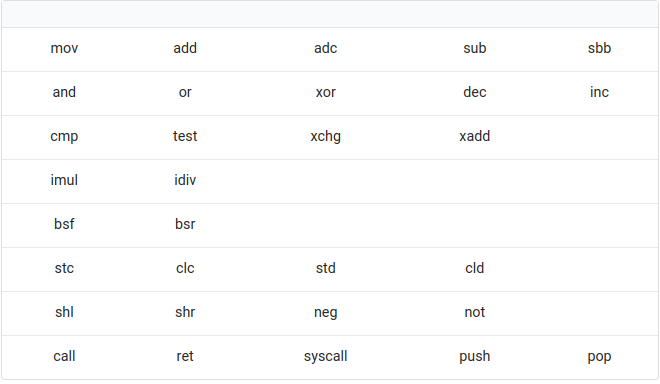 mov add adc sub sbb
and or xor dec inc
cmp test xchg xadd
imul idiv
bsf bsr
stc clc std cld
shl shr neg not
call ret syscall push pop